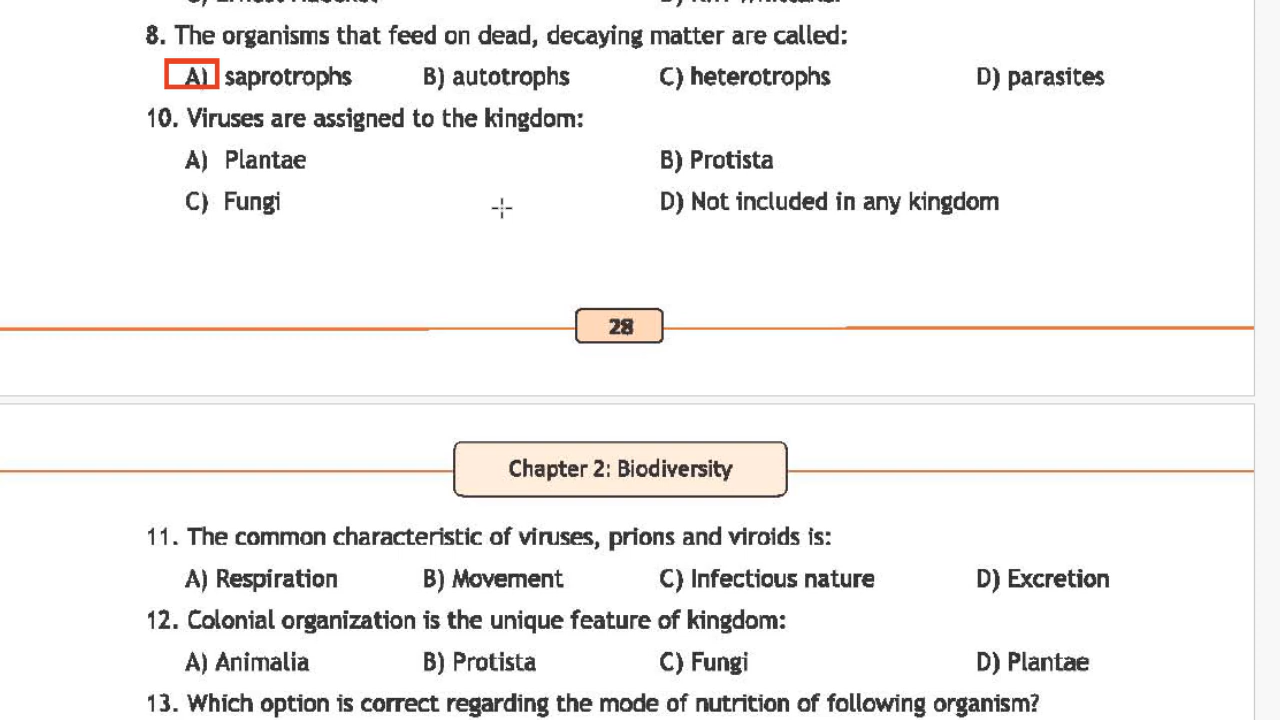 8. The organisms that feed on dead, decaying matter are called:
A) saprotrophs B) autotrophs C) heterotrophs D) parasites
10. Viruses are assigned to the kingdom:
A) Plantae B) Protista
C) Fungi D) Not included in any kingdom
28
Chapter 2: Biodiversity
11. The common characteristic of viruses, prions and viroids is:
A) Respiration B) Movement C) Infectious nature D) Excretion
12. Colonial organization is the unique feature of kingdom:
A) Animalia B) Protista C) Fungi D) Plantae
13. Which option is correct regarding the mode of nutrition of following organism?